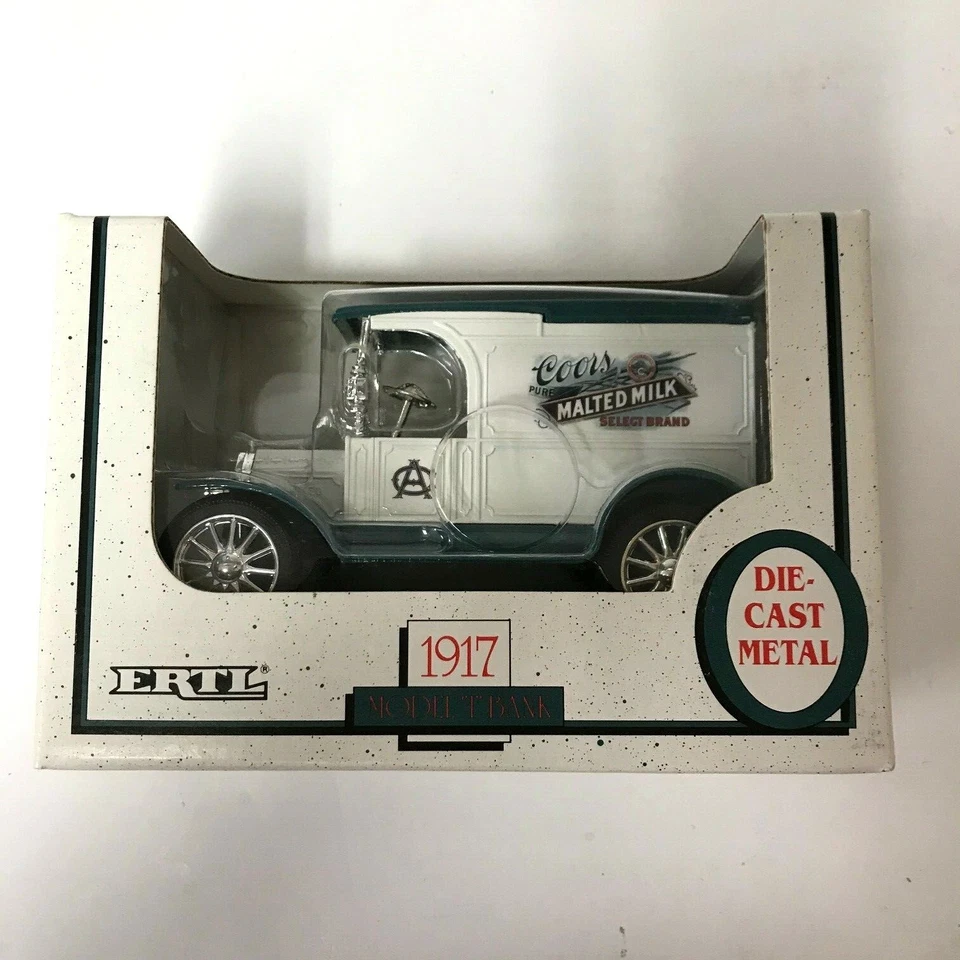 Coors
PURE
MALTED MILK
SELECT BRAND
ERTL®
1917
MODEL 'T' BANK
DIE-
CAST
METAL